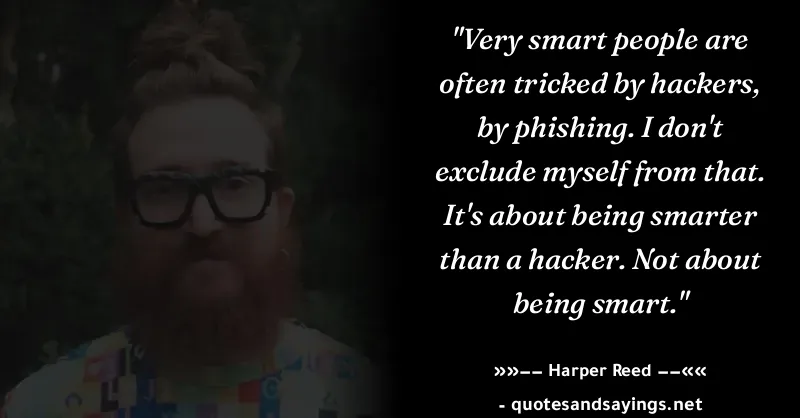 "Very smart people are
often tricked by hackers,
by phishing. I don't
exclude myself from that.
It's about being smarter
than a hacker. Not about
being smart."
»»−− Harper Reed −−««
- quotesandsayings.net